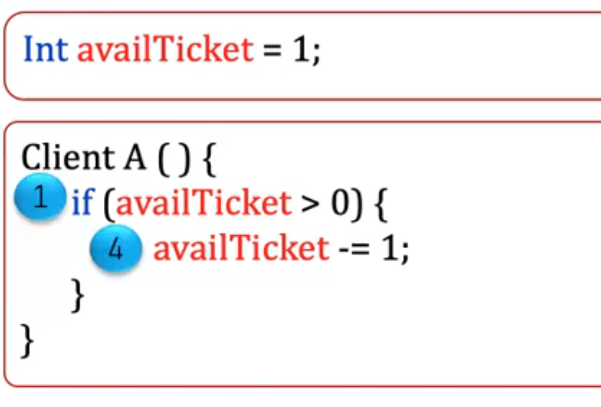 Int availTicket = 1;
Client A ( ) {
1 if (availTicket > 0) {
4 availTicket -= 1;
}
}